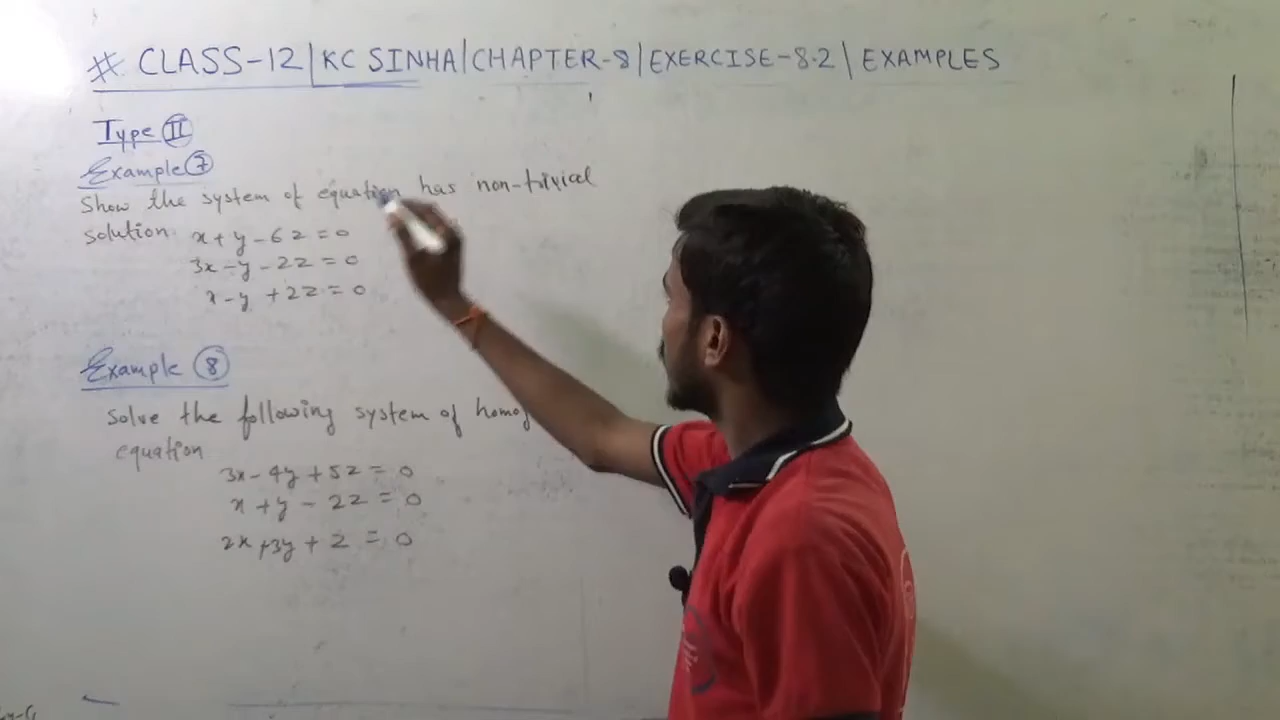 # CLASS-12 | KC SINHA | CHAPTER-8 | EXERCISE-8.2 \ EXAMPLES
Type II
Example 7
Show the system of equation has non-trivial
solution. x + y - 6z = 0
3x - y - 2z = 0
x - y + 2z = 0
Example 8
Solve the following system of
equation
3x - 4y + 5z = 0
x + y - 2z = 0
2x + 3y + z = 0